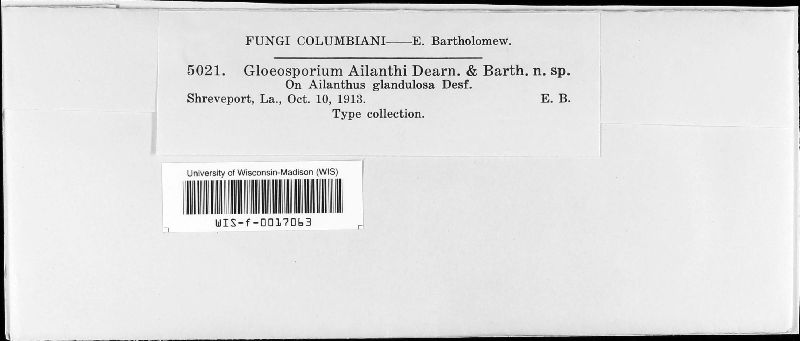 FUNGI COLUMBIANI——E. Bartholomew.
5021. Gloeosporium Ailanthi Dearn. & Barth. n. sp.
On Ailanthus glandulosa Desf.
Shreveport, La., Oct. 10, 1913. E. B.
Type collection.
University of Wisconsin-Madison (WIS)
WIS-f-0017063